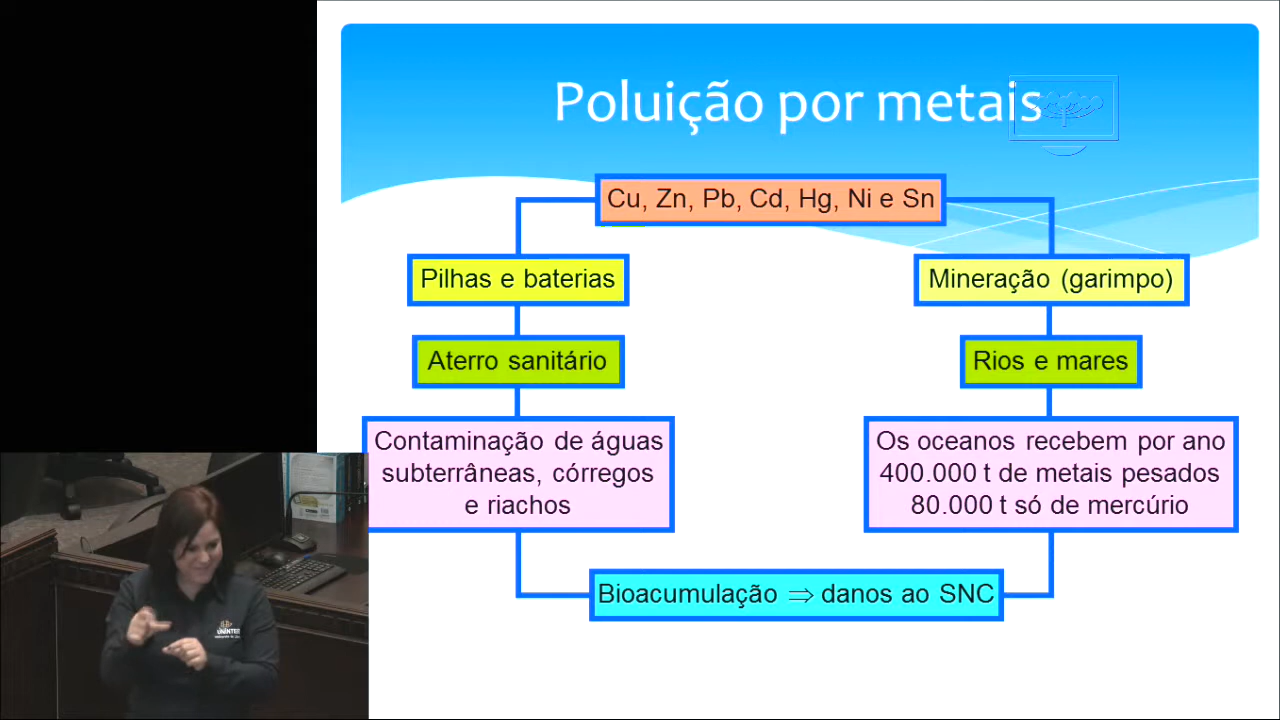 Poluição por metais
Cu, Zn, Pb, Cd, Hg, Ni e Sn
Pilhas e baterias
Mineração (garimpo)
Aterro sanitário
Rios e mares
Contaminação de águas
subterrâneas, córregos
e riachos
Os oceanos recebem por ano
400.000 t de metais pesados
80.000 t só de mercúrio
Bioacumulação ⇒ danos ao SNC